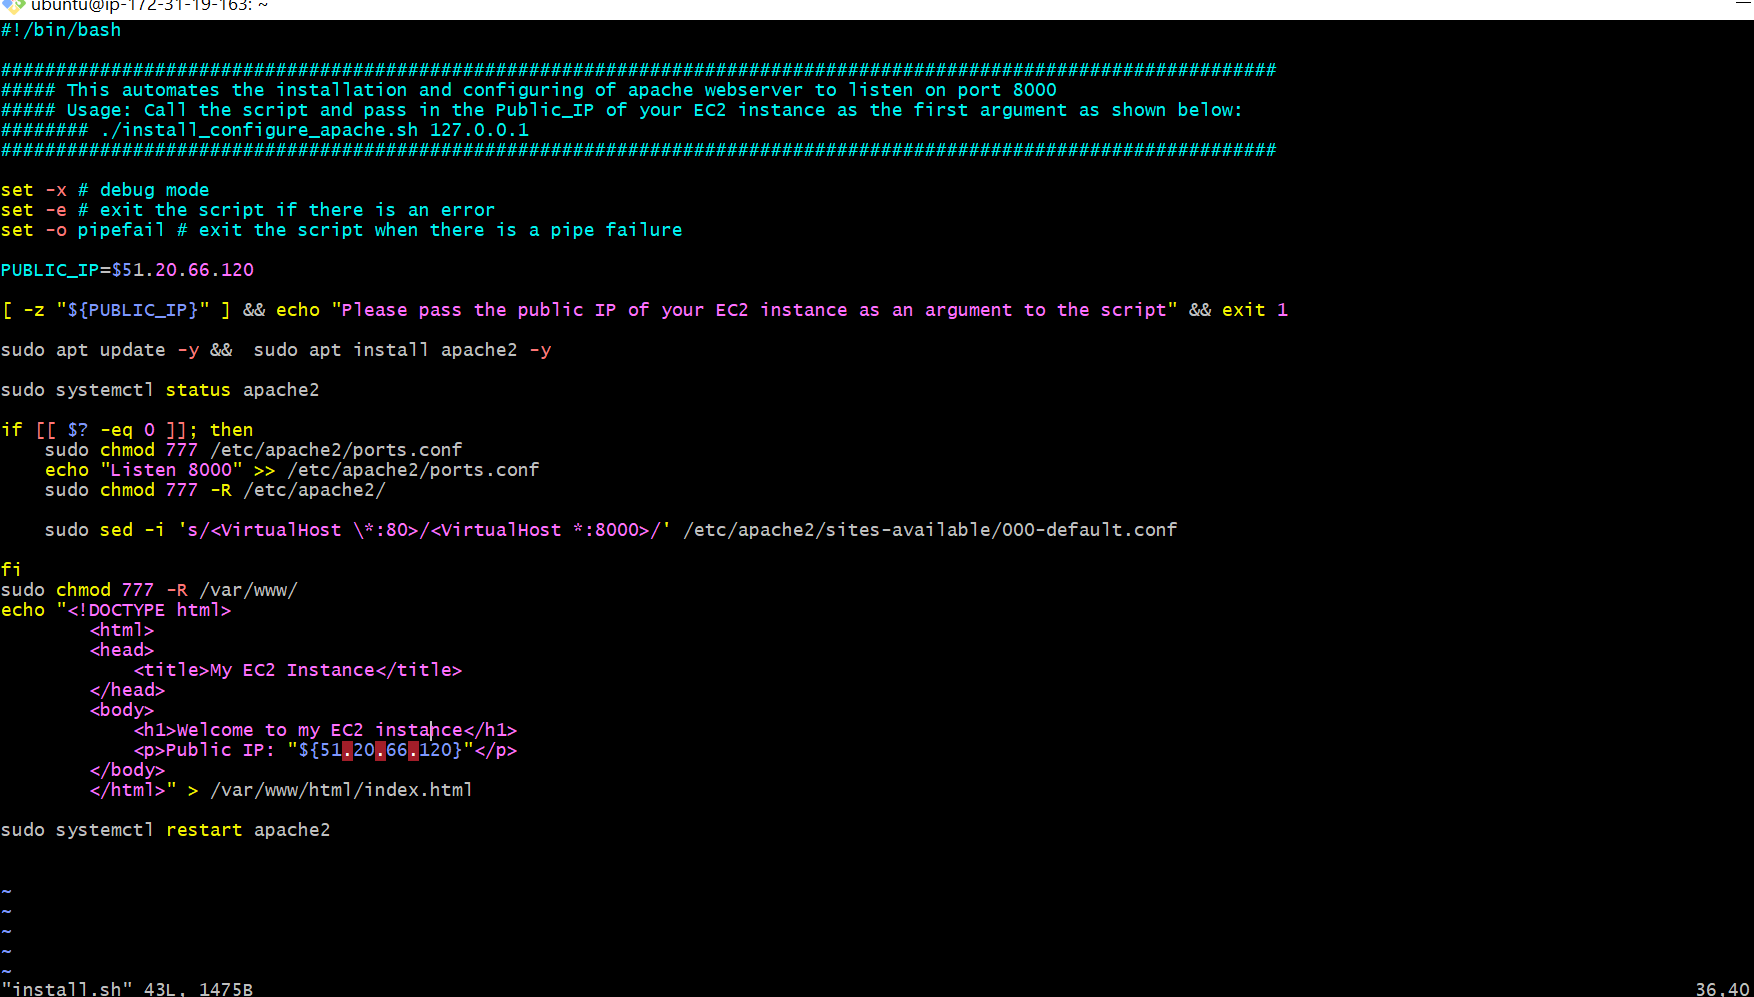 ubuntu@ip-172-31-19-163: ~
#!/bin/bash
####################################################################################################################
##### This automates the installation and configuring of apache webserver to listen on port 8000
##### Usage: Call the script and pass in the Public_IP of your EC2 instance as the first argument as shown below:
######## ./install_configure_apache.sh 127.0.0.1
####################################################################################################################
set -x # debug mode
set -e # exit the script if there is an error
set -o pipefail # exit the script when there is a pipe failure
PUBLIC_IP=$51.20.66.120
[ -z "${PUBLIC_IP}" ] && echo "Please pass the public IP of your EC2 instance as an argument to the script" && exit 1
sudo apt update -y &&  sudo apt install apache2 -y
sudo systemctl status apache2
if [[ $? -eq 0 ]]; then
    sudo chmod 777 /etc/apache2/ports.conf
    echo "Listen 8000" >> /etc/apache2/ports.conf
    sudo chmod 777 -R /etc/apache2/
    sudo sed -i 's/<VirtualHost \*:80>/<VirtualHost *:8000>/' /etc/apache2/sites-available/000-default.conf
fi
sudo chmod 777 -R /var/www/
echo "<!DOCTYPE html>
        <html>
        <head>
            <title>My EC2 Instance</title>
        </head>
        <body>
            <h1>Welcome to my EC2 instance</h1>
            <p>Public IP: "${51.20.66.120}"</p>
        </body>
        </html>" > /var/www/html/index.html
sudo systemctl restart apache2
~
~
~
~
~
"install.sh" 43L, 1475B 36,40